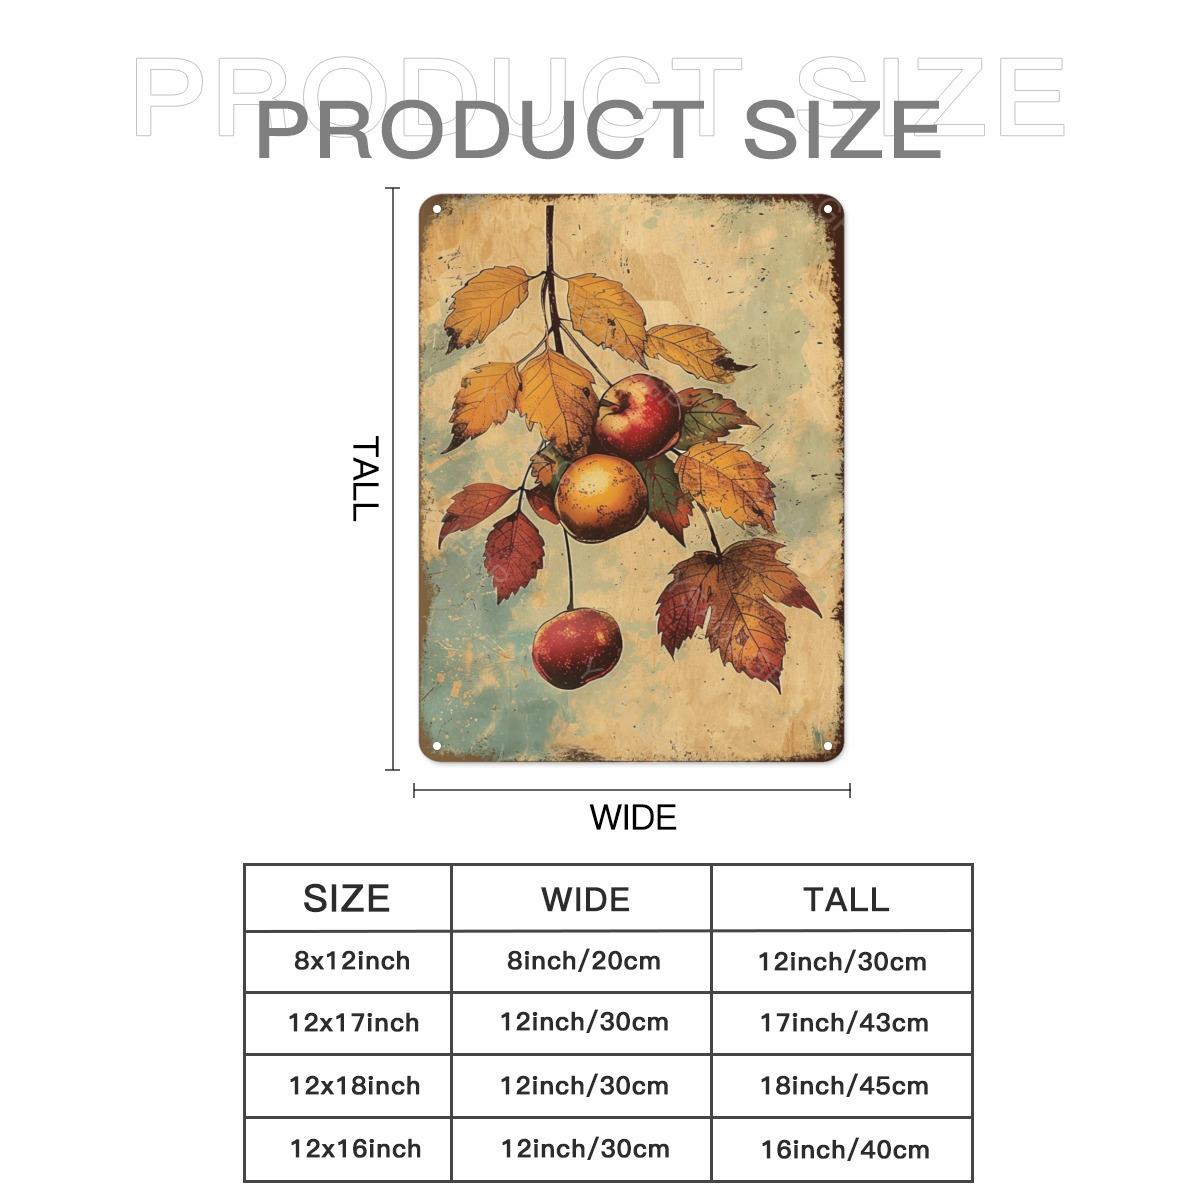 PRODUCT SIZE
PRODUCT SIZE
TALL
WIDE
SIZE WIDE TALL
8x12inch 8inch/20cm 12inch/30cm
12x17inch 12inch/30cm 17inch/43cm
12x18inch 12inch/30cm 18inch/45cm
12x16inch 12inch/30cm 16inch/40cm